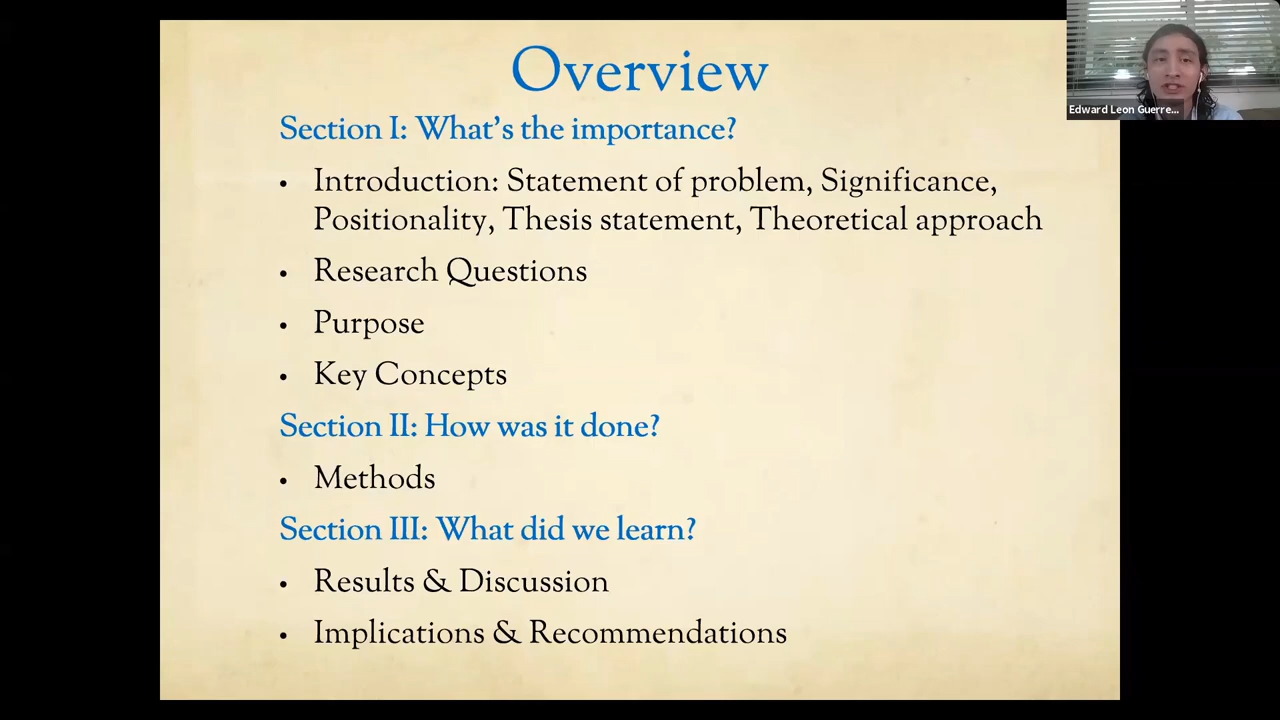 Overview
Edward Leon Guerre...
Section I: What's the importance?
• Introduction: Statement of problem, Significance,
Positionality, Thesis statement, Theoretical approach
• Research Questions
• Purpose
• Key Concepts
Section II: How was it done?
• Methods
Section III: What did we learn?
• Results & Discussion
• Implications & Recommendations